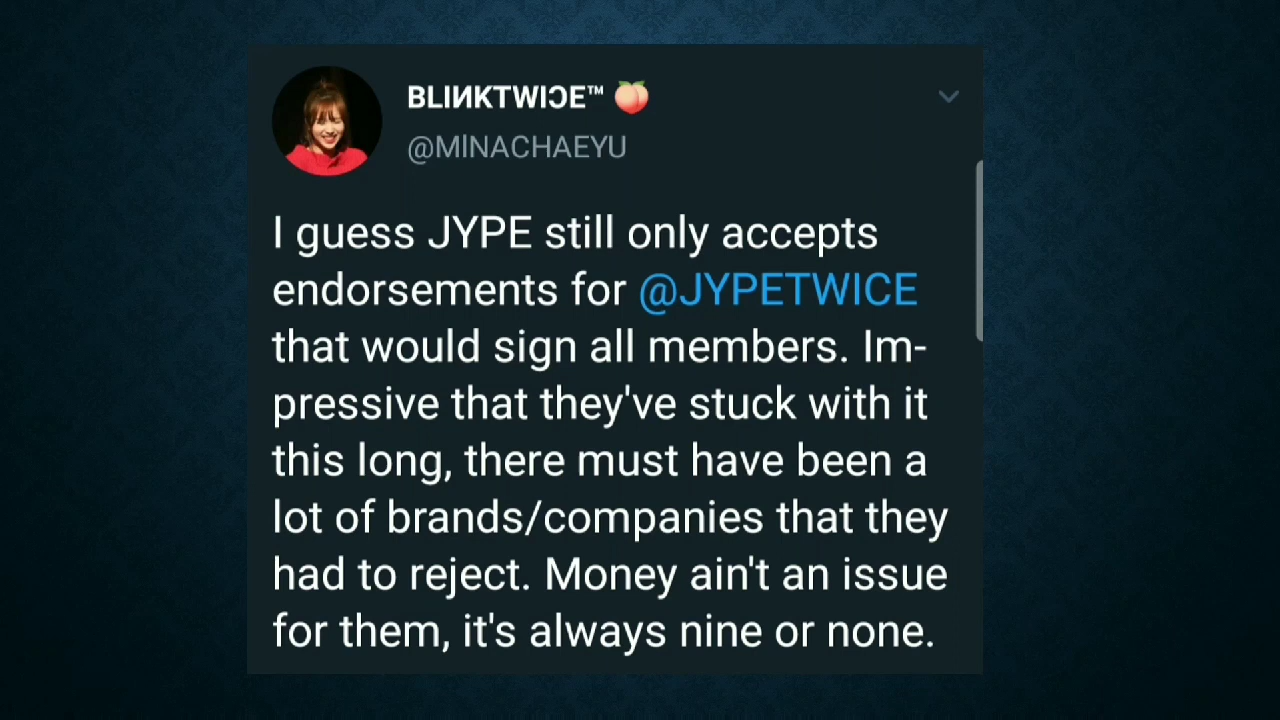 BLIИKTWIƆE™ 🍑
@MINACHAEYU
I guess JYPE still only accepts
endorsements for @JYPETWICE
that would sign all members. Im-
pressive that they've stuck with it
this long, there must have been a
lot of brands/companies that they
had to reject. Money ain't an issue
for them, it's always nine or none.